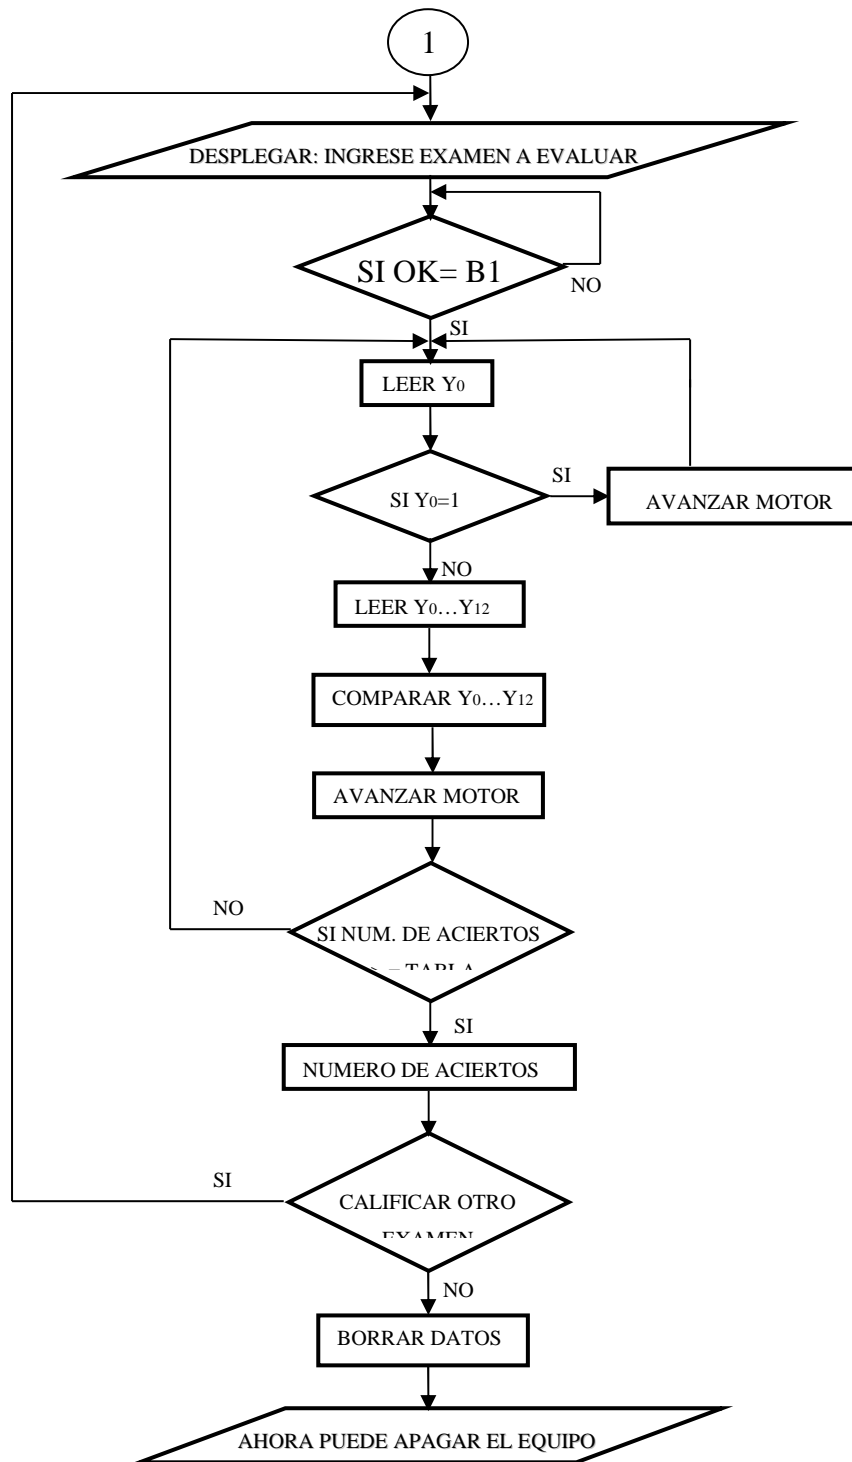 1
DESPLEGAR: INGRESE EXAMEN A EVALUAR
SI OK= B1
NO
SI
LEER Y0
SI Y0=1
SI
AVANZAR MOTOR
NO
LEER Y0…Y12
COMPARAR Y0…Y12
AVANZAR MOTOR
NO
SI NUM. DE ACIERTOS
= TABLA
SI
NUMERO DE ACIERTOS
SI
CALIFICAR OTRO
EXAMEN
NO
BORRAR DATOS
AHORA PUEDE APAGAR EL EQUIPO